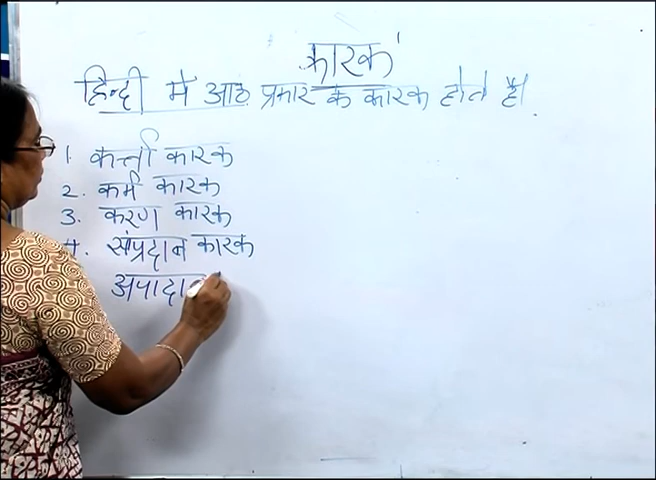 कारक
हिन्दी में आठ प्रकार के कारक होते है।
1. कर्त्ता कारक
2. कर्म कारक
3. करण कारक
4. संप्रदान कारक
अपादा